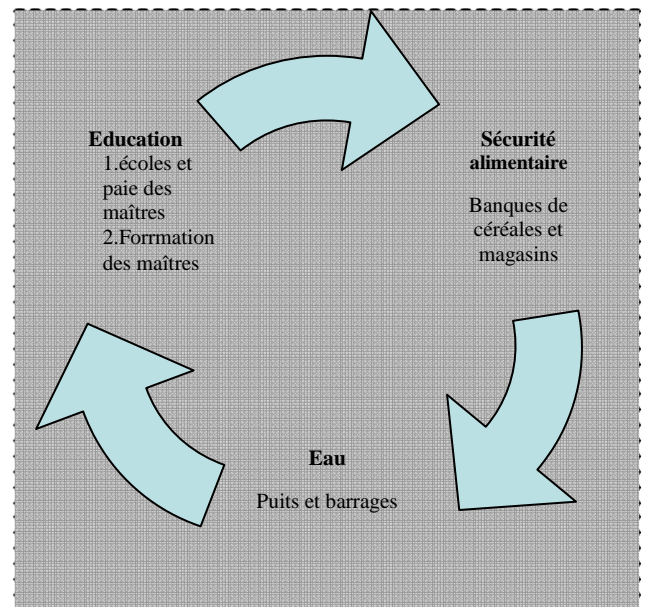 Education
1.écoles et
paie des
maîtres
2.Forrmation
des maîtres
Sécurité
alimentaire
Banques de
céréales et
magasins
Eau
Puits et barrages